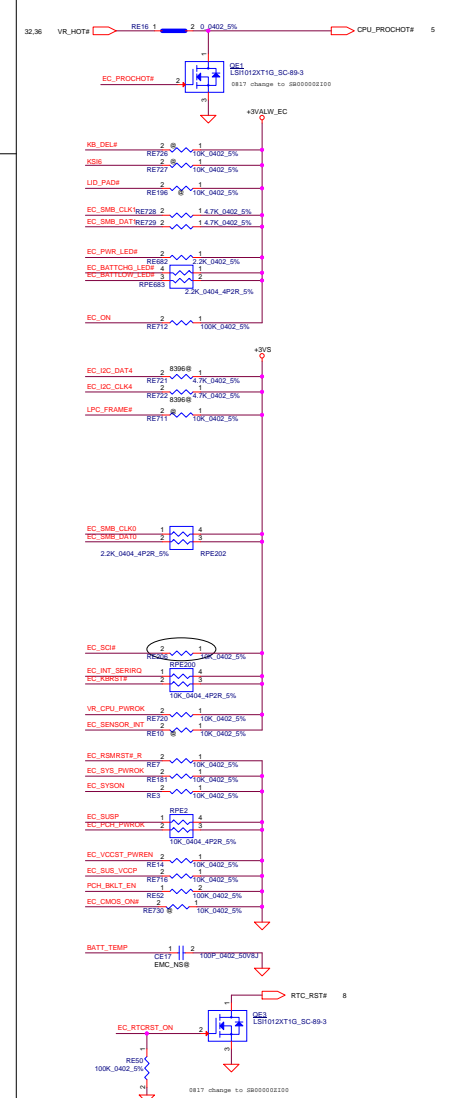 32,36 VR_HOT# RE16 1 2 0_0402_5% CPU_PROCHOT# 5
1
QE1
LSI1012XT1G_SC-89-3
EC_PROCHOT# 2
0817 change to SB00000ZI00
3
+3VALW_EC
KB_DEL# 2 @ 1
RE726 10K_0402_5%
KSI6 2 @ 1
RE727 10K_0402_5%
LID_PAD# 2 1
RE196 @ 10K_0402_5%
EC_SMB_CLK1 RE728 2 1 4.7K_0402_5%
EC_SMB_DAT1 RE729 2 1 4.7K_0402_5%
EC_PWR_LED# 2 1
RE682 2.2K_0402_5%
EC_BATTCHG_LED# 4 1
EC_BATTLOW_LED# 3 2
RPE683
2.2K_0404_4P2R_5%
EC_ON 2 1
RE712 100K_0402_5%
+3VS
EC_I2C_DAT4 2 8396@ 1
RE721 4.7K_0402_5%
EC_I2C_CLK4 2 1
RE722 4.7K_0402_5%
8396@
LPC_FRAME# 2 @ 1
RE711 10K_0402_5%
EC_SMB_CLK0 1 4
EC_SMB_DAT0 2 3
2.2K_0404_4P2R_5% RPE202
EC_SCI# 2 1
RE206 10K_0402_5%
RPE200
EC_INT_SERIRQ 1 4
EC_KBRST# 2 3
10K_0404_4P2R_5%
VR_CPU_PWROK 2 1
RE720 10K_0402_5%
EC_SENSOR_INT 2 1
RE10 @ 10K_0402_5%
EC_RSMRST#_R 2 1
RE7 10K_0402_5%
EC_SYS_PWROK 2 1
RE181 10K_0402_5%
EC_SYSON 2 1
RE3 10K_0402_5%
RPE2
EC_SUSP 1 4
EC_PCH_PWROK 2 3
10K_0404_4P2R_5%
EC_VCCST_PWREN 2 1
RE14 10K_0402_5%
EC_SUS_VCCP 2 1
RE716 10K_0402_5%
PCH_BKLT_EN 1 2
RE52 100K_0402_5%
EC_CMOS_ON# 2 1
RE730 @ 10K_0402_5%
BATT_TEMP 1 2
CE17 100P_0402_50V8J
EMC_NS@
RTC_RST# 8
1
QE3
LSI1012XT1G_SC-89-3
EC_RTCRST_ON 2
3
1
RE50
100K_0402_5%
2
0817 change to SB00000ZI00